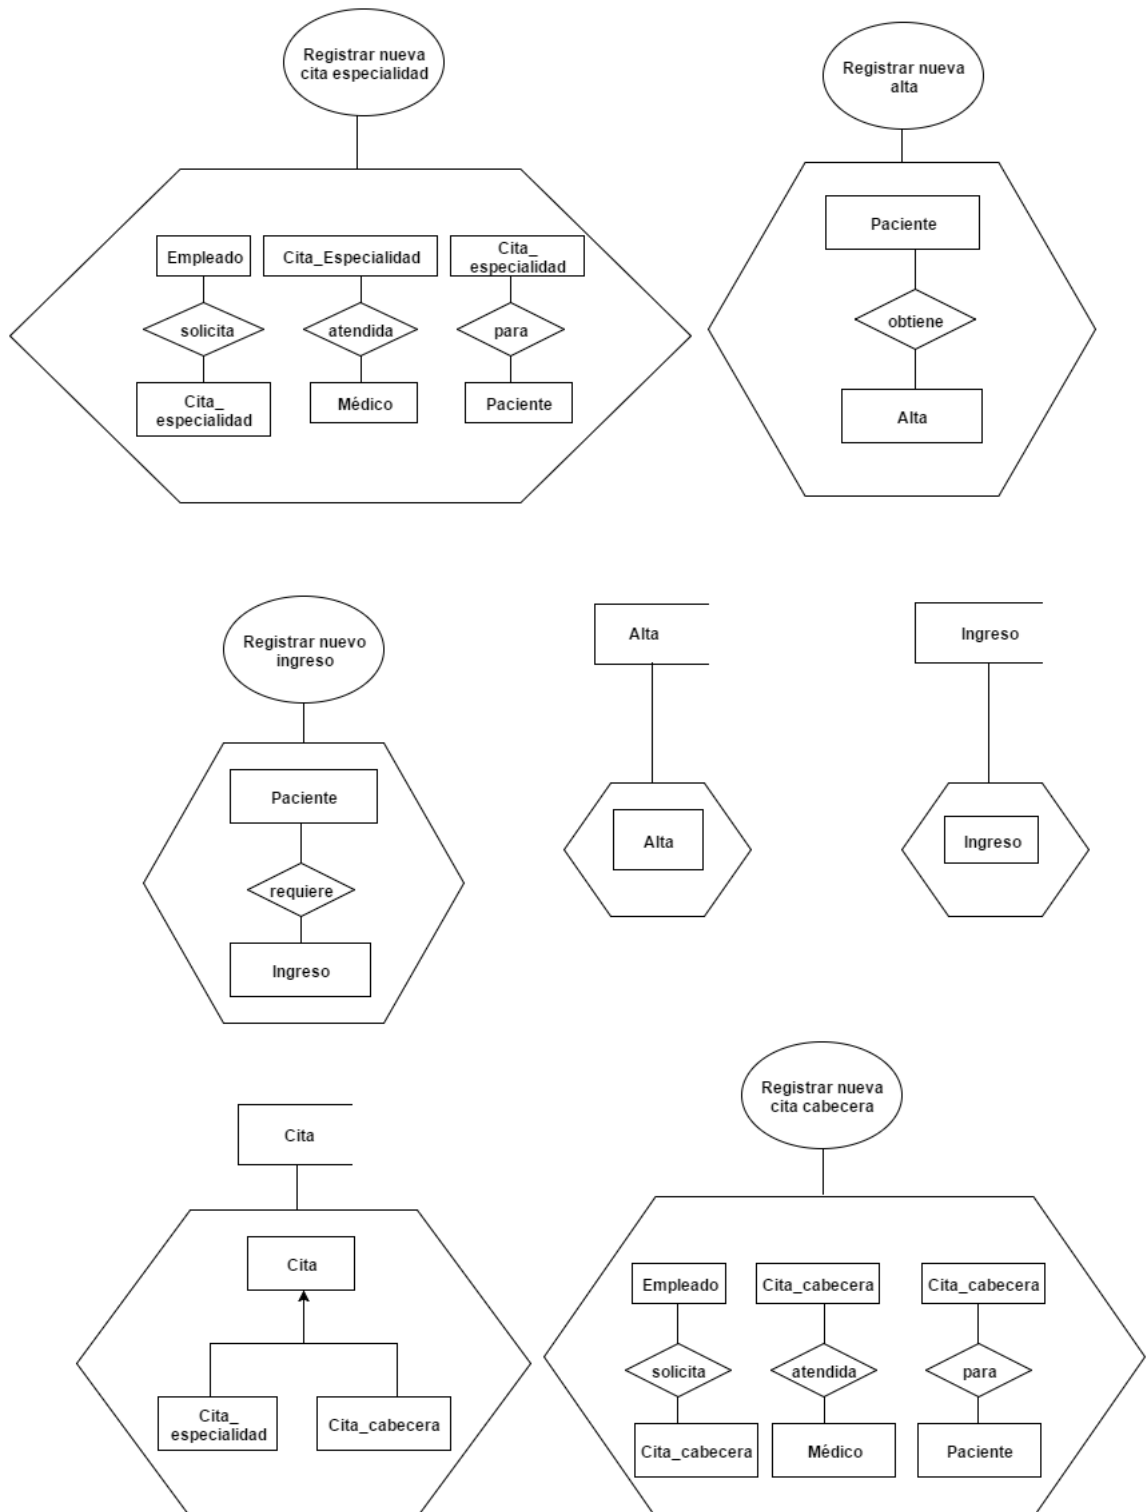 Registrar nueva
cita especialidad
Empleado
solicita
Cita_
especialidad
Cita_Especialidad
atendida
Médico
Cita_
especialidad
para
Paciente
Registrar nueva
alta
Paciente
obtiene
Alta
Registrar nuevo
ingreso
Paciente
requiere
Ingreso
Alta
Alta
Ingreso
Ingreso
Cita
Cita
Cita_
especialidad
Cita_cabecera
Registrar nueva
cita cabecera
Empleado
solicita
Cita_cabecera
Cita_cabecera
atendida
Médico
Cita_cabecera
para
Paciente